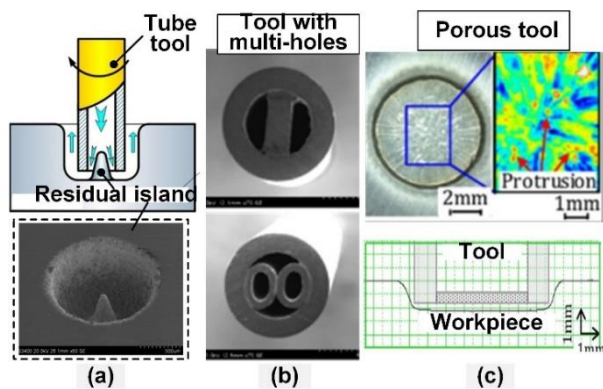 Tube
tool
Residual island
(a)
Tool with
multi-holes
(b)
Porous tool
2mm
Protrusion
1mm
Tool
Workpiece
1mm
1mm
(c)